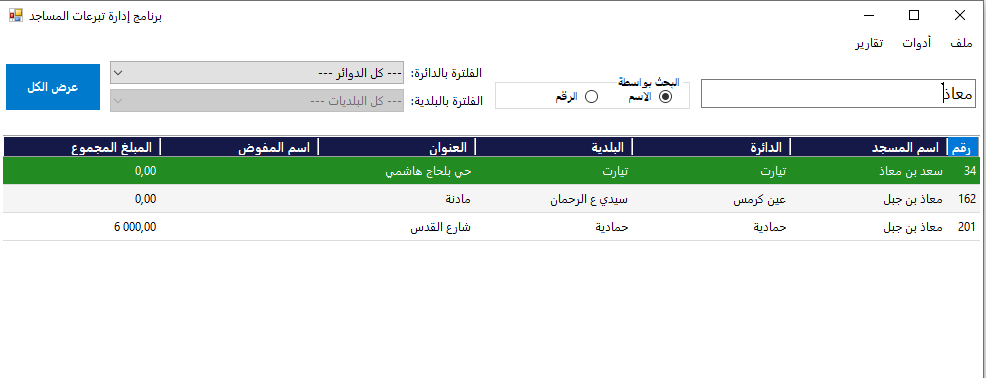 برنامج إدارة تبرعات المساجد
ملف أدوات تقارير
معاذ
البحث بواسطة
الاسم الرقم
الفلترة بالدائرة: --- كل الدوائر ---
الفلترة بالبلدية: --- كل البلديات ---
عرض الكل
رقم اسم المسجد الدائرة البلدية العنوان اسم المفوض المبلغ المجموع
34 سعد بن معاذ تيارت تيارت حي بلحاج هاشمي 0,00
162 معاذ بن جبل عين كرمس سيدي ع الرحمان مادنة 0,00
201 معاذ بن جبل حمادية حمادية شارع القدس 6 000,00